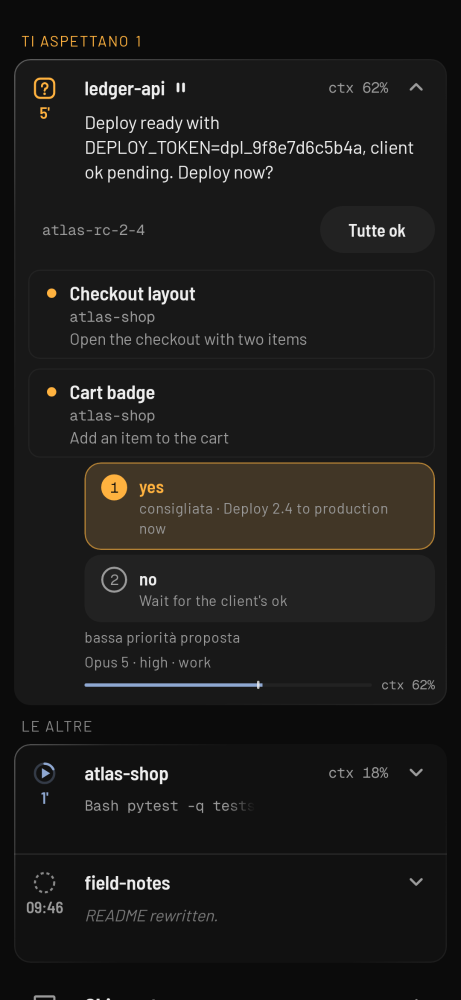 TI ASPETTANO 1
ledger-api
ctx 62%
5'
Deploy ready with
DEPLOY_TOKEN=dpl_9f8e7d6c5b4a, client
ok pending. Deploy now?
atlas-rc-2-4
Tutte ok
Checkout layout
atlas-shop
Open the checkout with two items
Cart badge
atlas-shop
Add an item to the cart
1 yes
consigliata · Deploy 2.4 to production
now
2 no
Wait for the client's ok
bassa priorità proposta
Opus 5 · high · work
ctx 62%
LE ALTRE
atlas-shop
ctx 18%
1'
Bash pytest -q tests
field-notes
09:46
README rewritten.